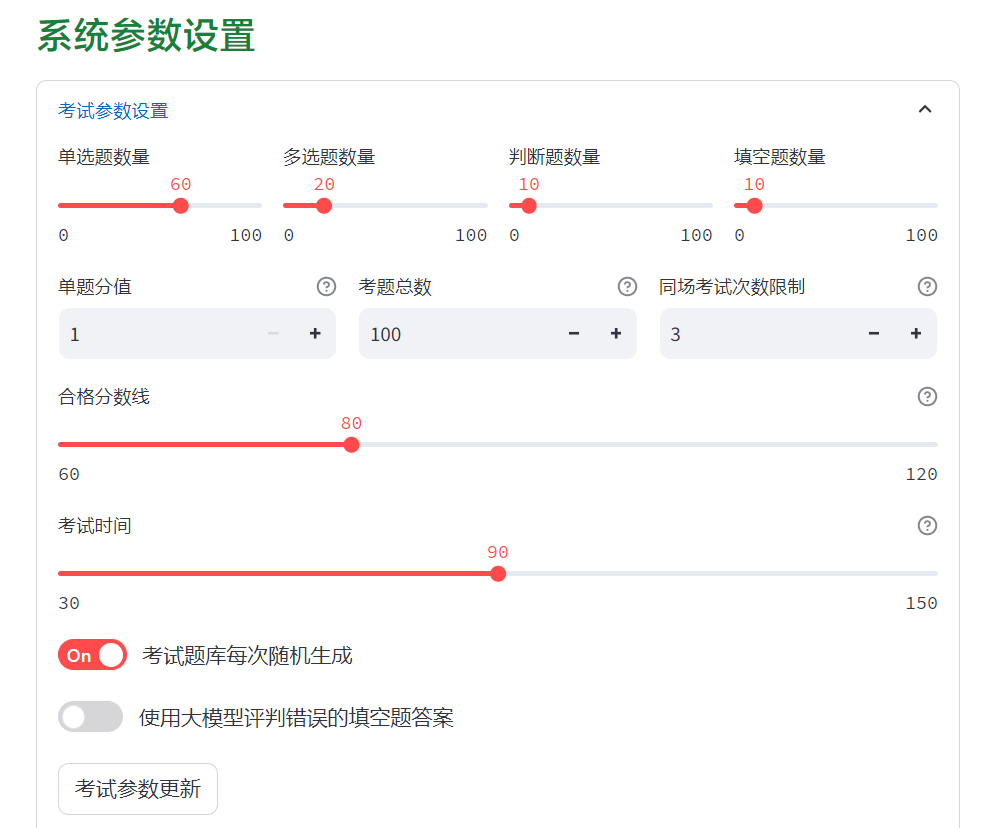 系统参数设置
考试参数设置
单选题数量 多选题数量 判断题数量 填空题数量
60 20 10 10
0 100 0 100 0 100 0 100
单题分值 考题总数 同场考试次数限制
1 100 3
合格分数线
80
60 120
考试时间
90
30 150
On 考试题库每次随机生成
使用大模型评判错误的填空题答案
考试参数更新